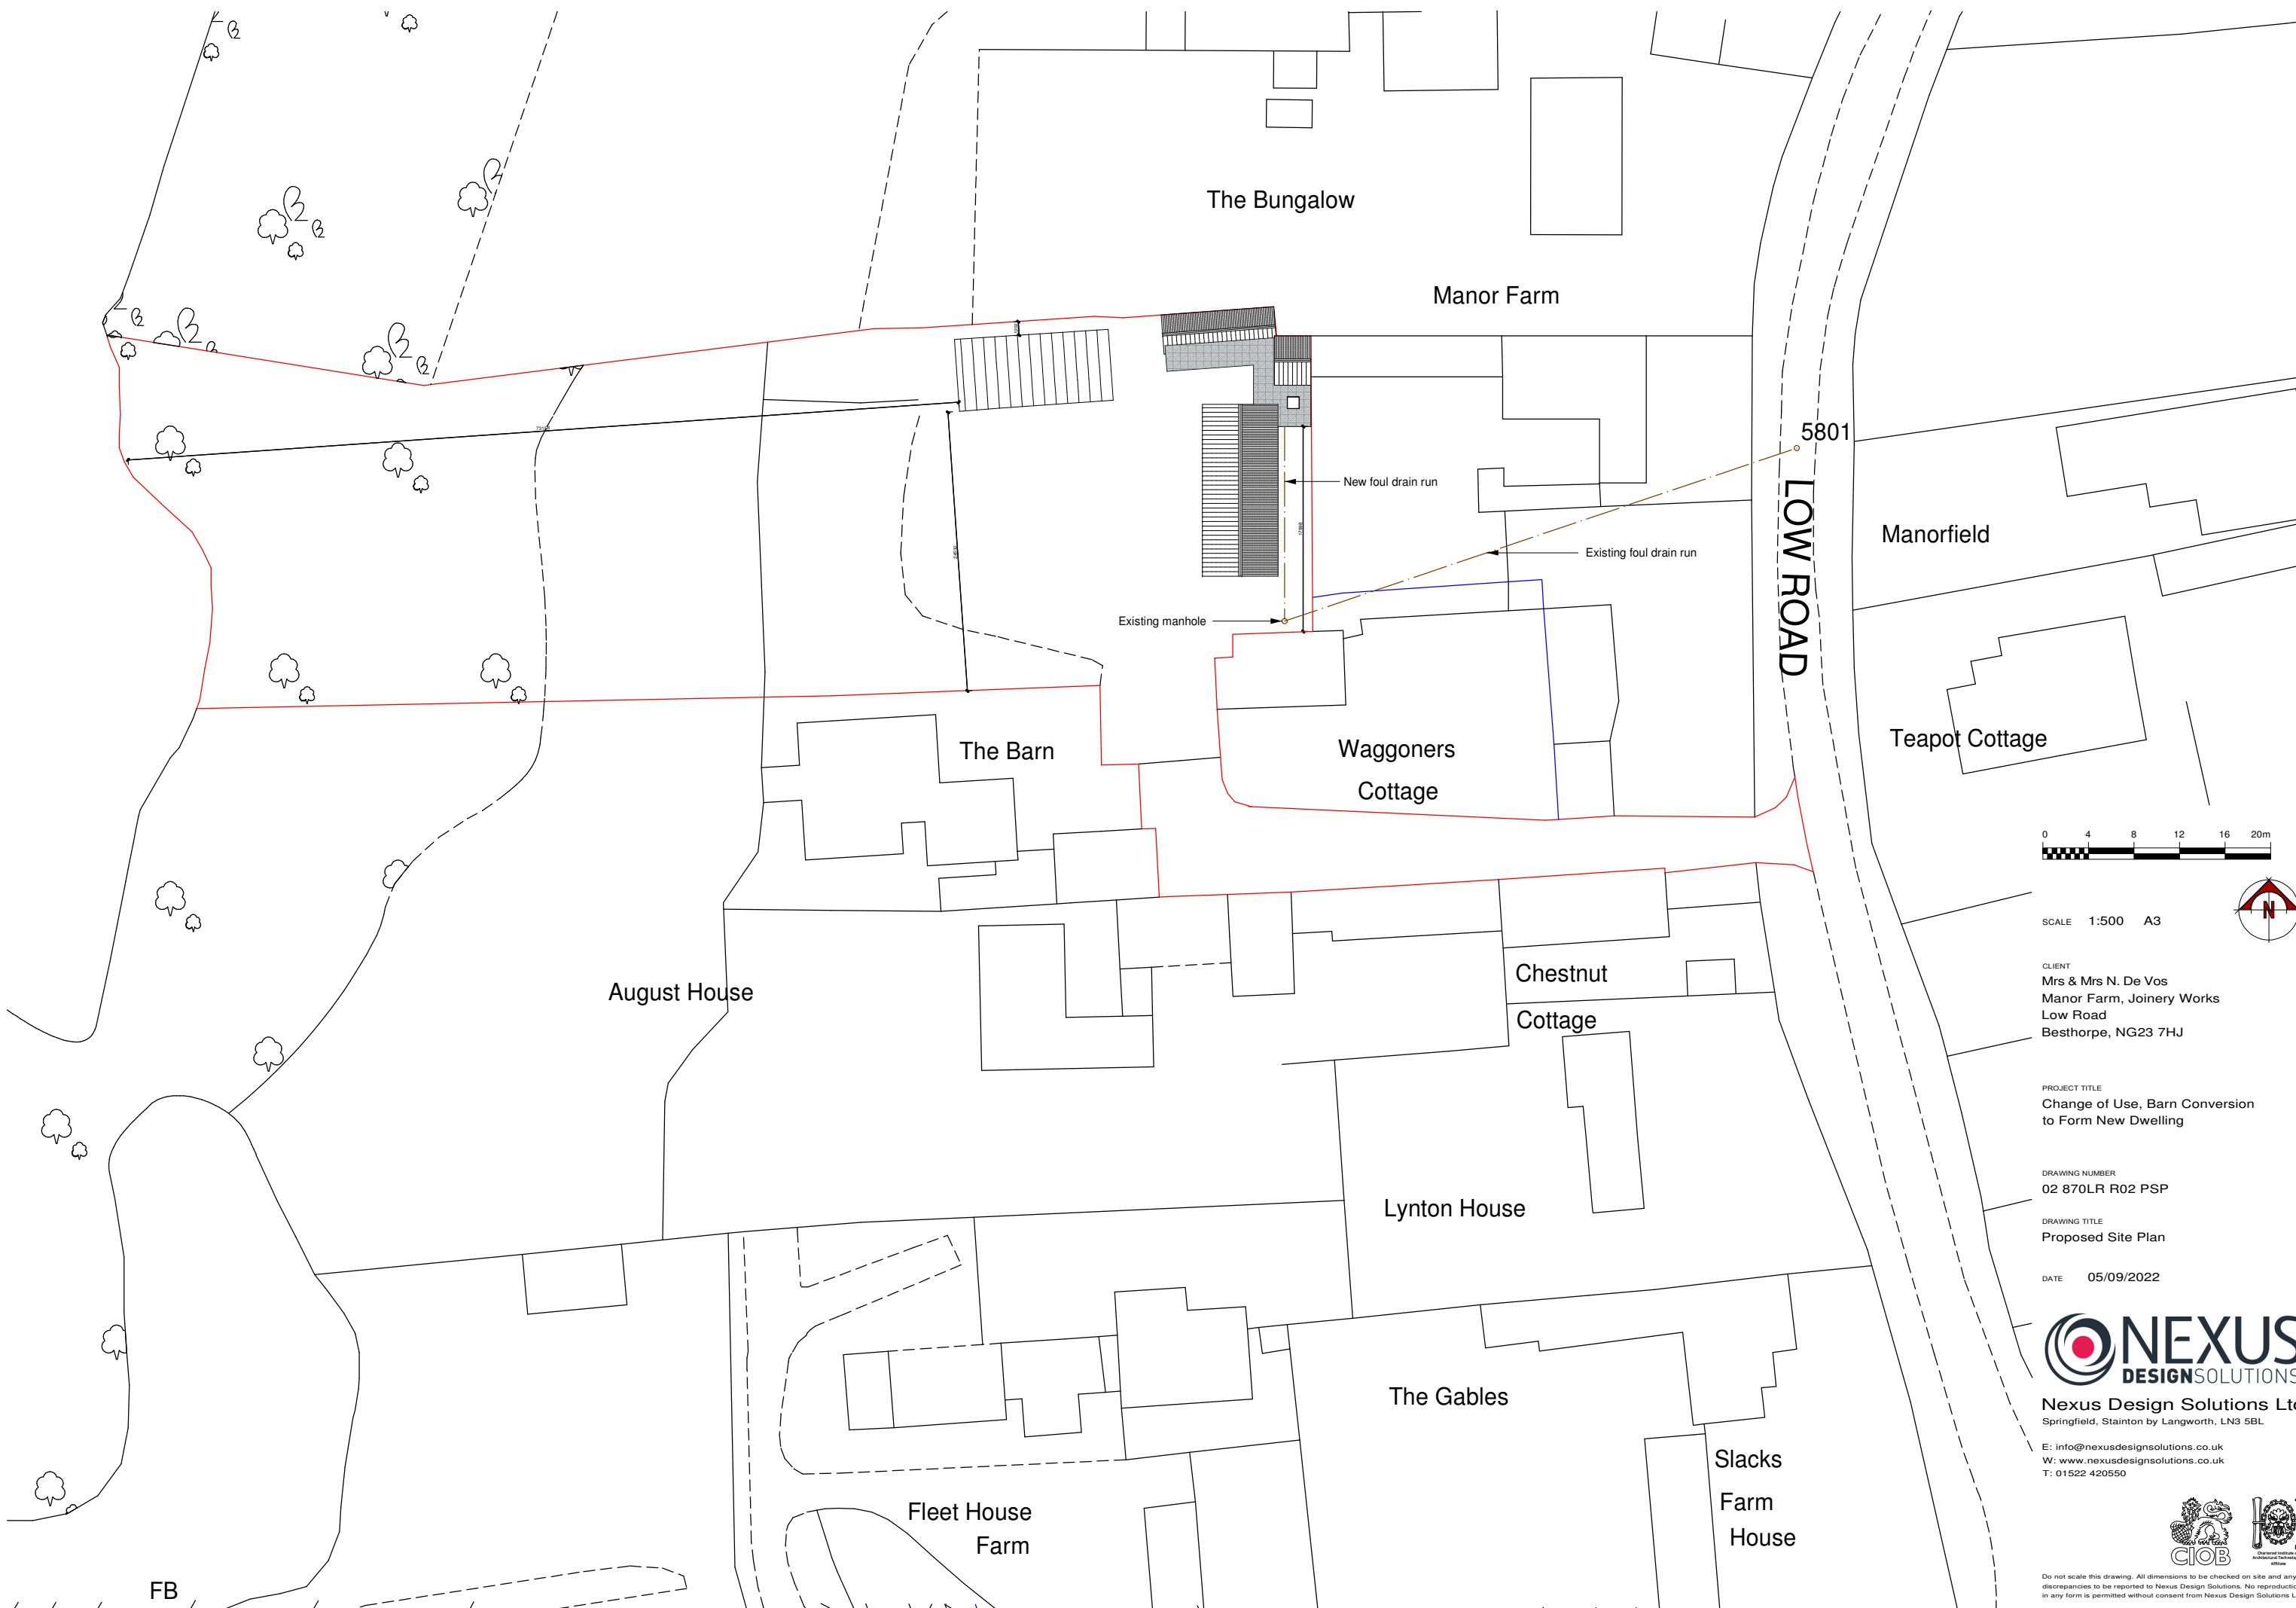 The Bungalow
Manor Farm
5801
New foul drain run
LOW ROAD
Manorfield
Existing foul drain run
Existing manhole
Teapot Cottage
The Barn
Waggoners
Cottage
0 4 8 12 16 20m
SCALE 1:500 A3
N
CLIENT
Mrs & Mrs N. De Vos
Manor Farm, Joinery Works
Low Road
Besthorpe, NG23 7HJ
August House
Chestnut
Cottage
PROJECT TITLE
Change of Use, Barn Conversion
to Form New Dwelling
DRAWING NUMBER
02 870LR R02 PSP
Lynton House
DRAWING TITLE
Proposed Site Plan
DATE 05/09/2022
NEXUS
DESIGNSOLUTIONS
The Gables
Nexus Design Solutions Ltd
Springfield, Stainton by Langworth, LN3 5BL
E: info@nexusdesignsolutions.co.uk
W: www.nexusdesignsolutions.co.uk
T: 01522 420550
Slacks
Farm
House
Fleet House
Farm
CIOB
FB
Do not scale this drawing. All dimensions to be checked on site and any
discrepancies to be reported to Nexus Design Solutions. No reproduction
in any form is permitted without consent from Nexus Design Solutions